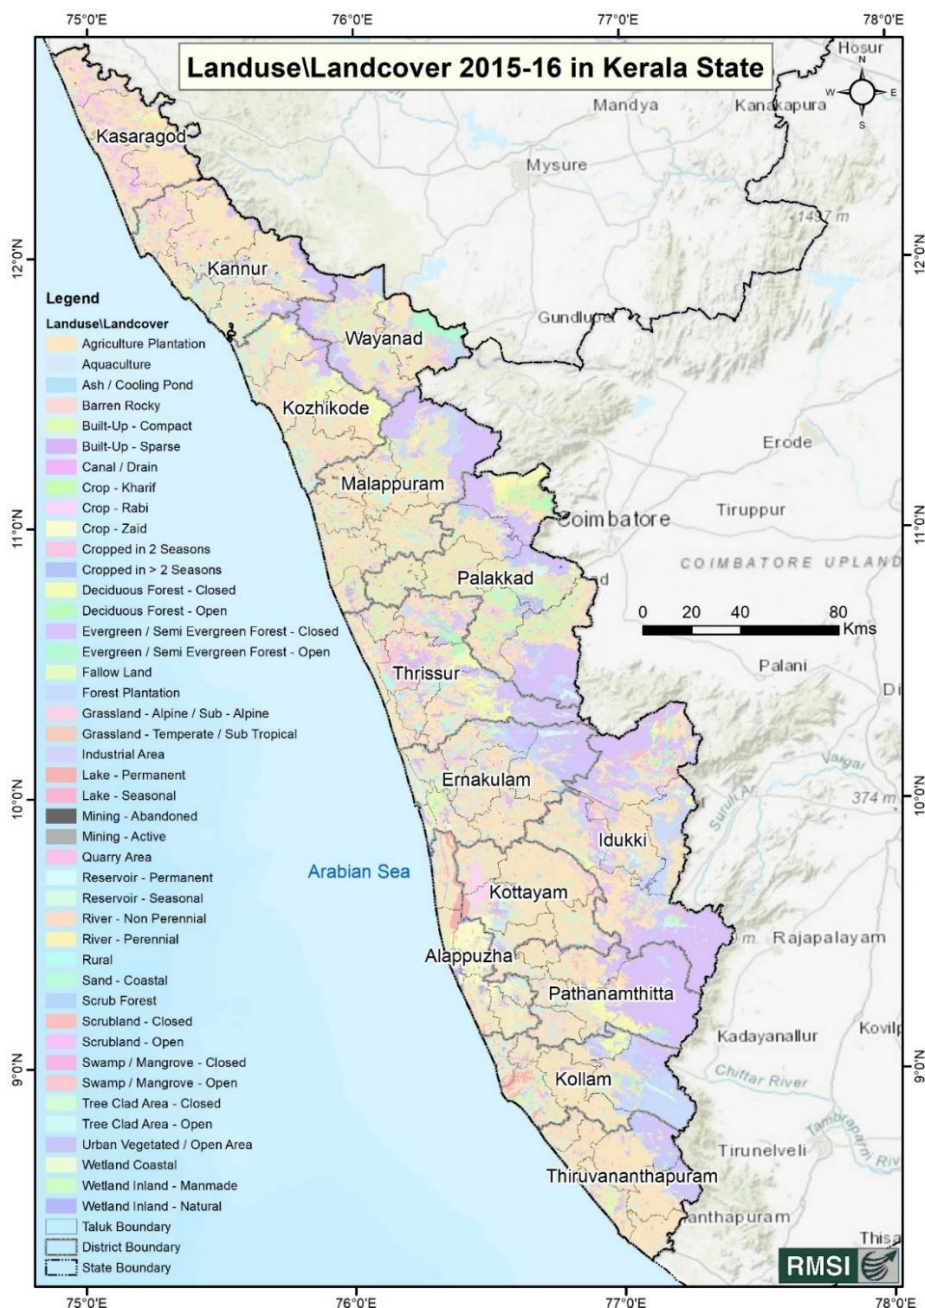 75°0'E 76°0'E 77°0'E 78°0'E
Landuse\Landcover 2015-16 in Kerala State
Hosur
N
W E
S
Mandya Kanakapura
Kasaragod
Mysure
1497 m
12°0'N 12°0'N
Kannur
Legend
Landuse\Landcover
Agriculture Plantation
Aquaculture
Ash / Cooling Pond
Barren Rocky
Built-Up - Compact
Built-Up - Sparse
Canal / Drain
Crop - Kharif
Crop - Rabi
Crop - Zaid
Cropped in 2 Seasons
Cropped in > 2 Seasons
Deciduous Forest - Closed
Deciduous Forest - Open
Evergreen / Semi Evergreen Forest - Closed
Evergreen / Semi Evergreen Forest - Open
Fallow Land
Forest Plantation
Grassland - Alpine / Sub - Alpine
Grassland - Temperate / Sub Tropical
Industrial Area
Lake - Permanent
Lake - Seasonal
Mining - Abandoned
Mining - Active
Quarry Area
Reservoir - Permanent
Reservoir - Seasonal
River - Non Perennial
River - Perennial
Rural
Sand - Coastal
Scrub Forest
Scrubland - Closed
Scrubland - Open
Swamp / Mangrove - Closed
Swamp / Mangrove - Open
Tree Clad Area - Closed
Tree Clad Area - Open
Urban Vegetated / Open Area
Wetland Coastal
Wetland Inland - Manmade
Wetland Inland - Natural
Taluk Boundary
District Boundary
State Boundary
Gundlupet
Wayanad
Kozhikode
Erode
Malappuram
Tiruppur
Coimbatore
11°0'N 11°0'N
COIMBATORE UPLAND
Palakkad
ad
0 20 40 80
Kms
Palani
Thrissur
Di
Ernakulam
Vaigai
Suruli Ar
374 m
10°0'N 10°0'N
Idukki
Arabian Sea
Kottayam
m.
Rajapalayam
Alappuzha
Pathanamthitta
Kadayanallur Kovilp
9°0'N 9°0'N
Kollam
Chittar River
Tambraparni Riv
Tirunelveli
Thiruvananthapuram
anthapuram
Thisa
RMSI
75°0'E 76°0'E 77°0'E 78°0'E